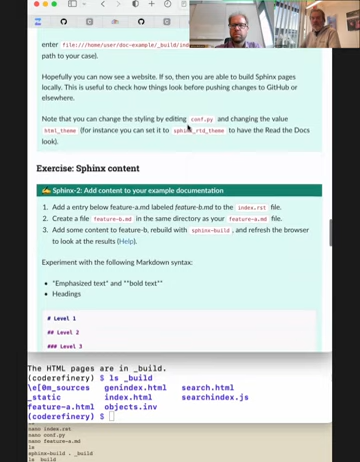 enter file:///home/user/doc-example/_build/ind
path to your case).
Hopefully you can now see a website. If so, then you are able to build Sphinx pages
locally. This is useful to check how things look before pushing changes to GitHub or
elsewhere.
Note that you can change the styling by editing conf.py and changing the value
html_theme (for instance you can set it to sphinx_rtd_theme to have the Read the Docs
look).
Exercise: Sphinx content
Sphinx-2: Add content to your example documentation
1. Add a entry below feature-a.md labeled feature-b.md to the index.rst file.
2. Create a file feature-b.md in the same directory as your feature-a.md file.
3. Add some content to feature-b, rebuild with sphinx-build, and refresh the browser
to look at the results (Help).
Experiment with the following Markdown syntax:
• *Emphasized text* and **bold text**
• Headings
# Level 1
## Level 2
### Level 3
The HTML pages are in _build.
(coderefinery) $ ls _build
\e[0m_sources genindex.html search.html
_static index.html searchindex.js
feature-a.html objects.inv
(coderefinery) $
nano index.rst
nano conf.py
nano feature-a.md
ls
sphinx-build . _build
ls _build